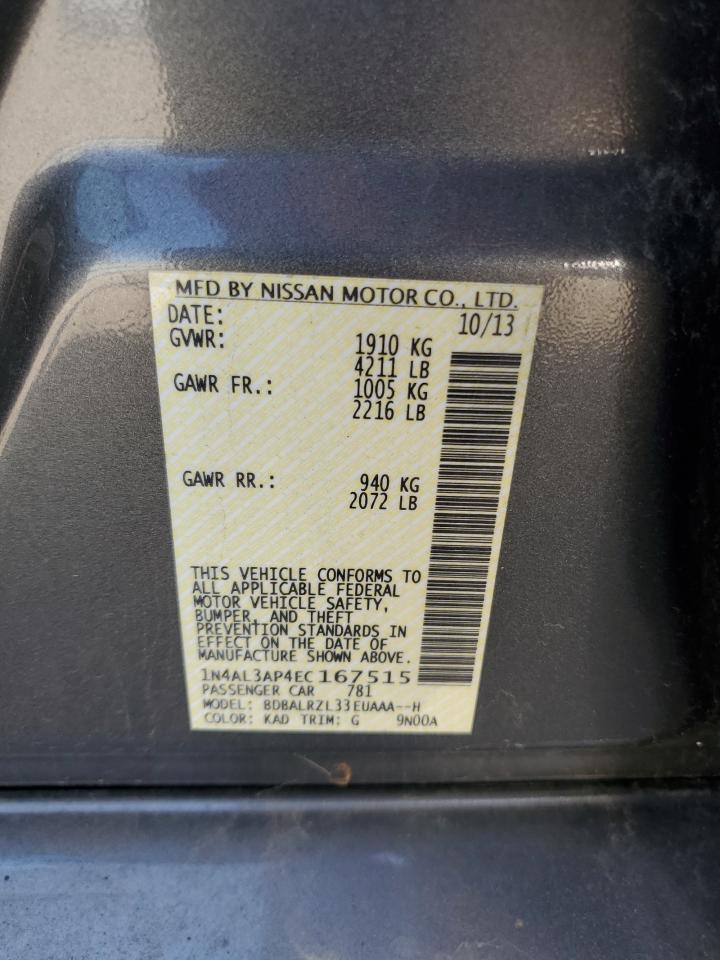 MFD BY NISSAN MOTOR CO., LTD.
DATE: 10/13
GVWR: 1910 KG
4211 LB
GAWR FR.: 1005 KG
2216 LB
GAWR RR.: 940 KG
2072 LB
THIS VEHICLE CONFORMS TO
ALL APPLICABLE FEDERAL
MOTOR VEHICLE SAFETY,
BUMPER, AND THEFT
PREVENTION STANDARDS IN
EFFECT ON THE DATE OF
MANUFACTURE SHOWN ABOVE.
1N4AL3AP4EC167515
PASSENGER CAR 781
MODEL: BDBALRZL33EUAAA--H
COLOR: KAD TRIM: G 9N00A